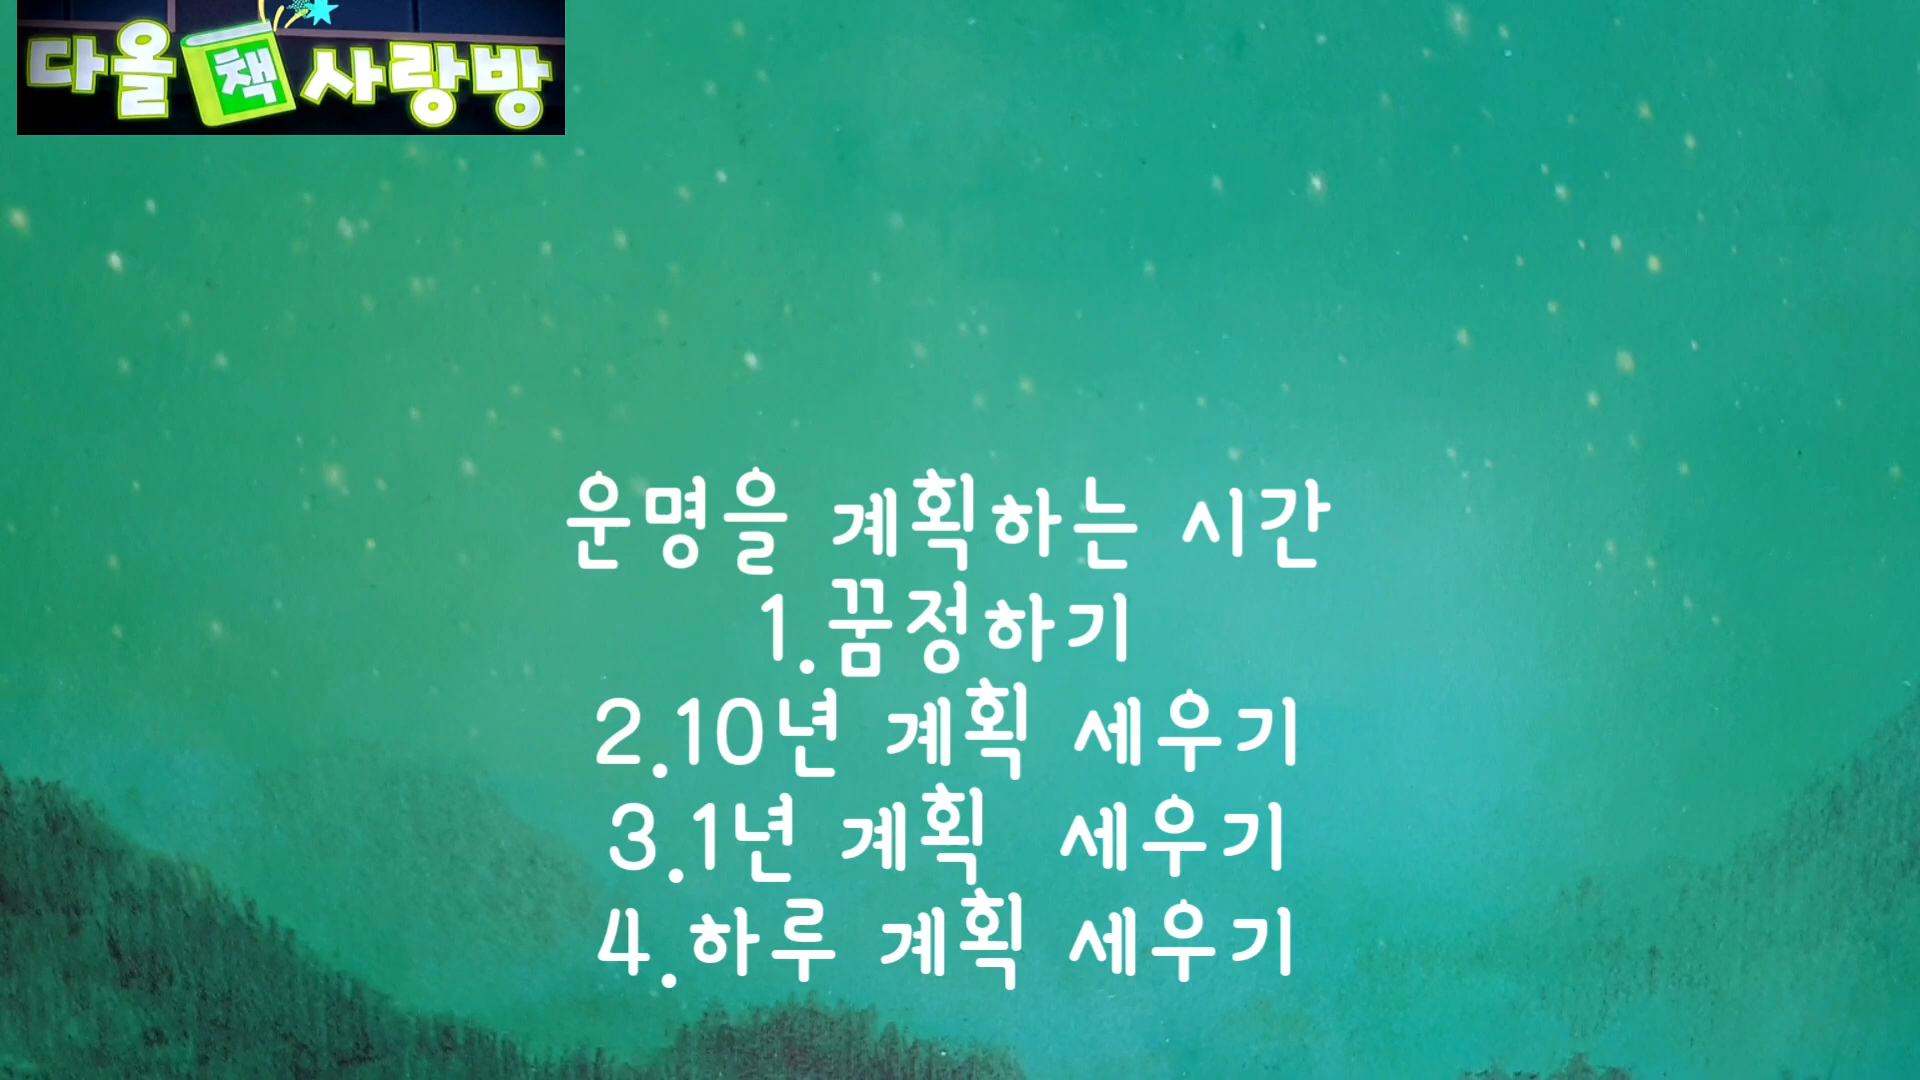 다올 책 사랑방
운명을 계획하는 시간
1.꿈정하기
2.10년 계획 세우기
3.1년 계획 세우기
4.하루 계획 세우기